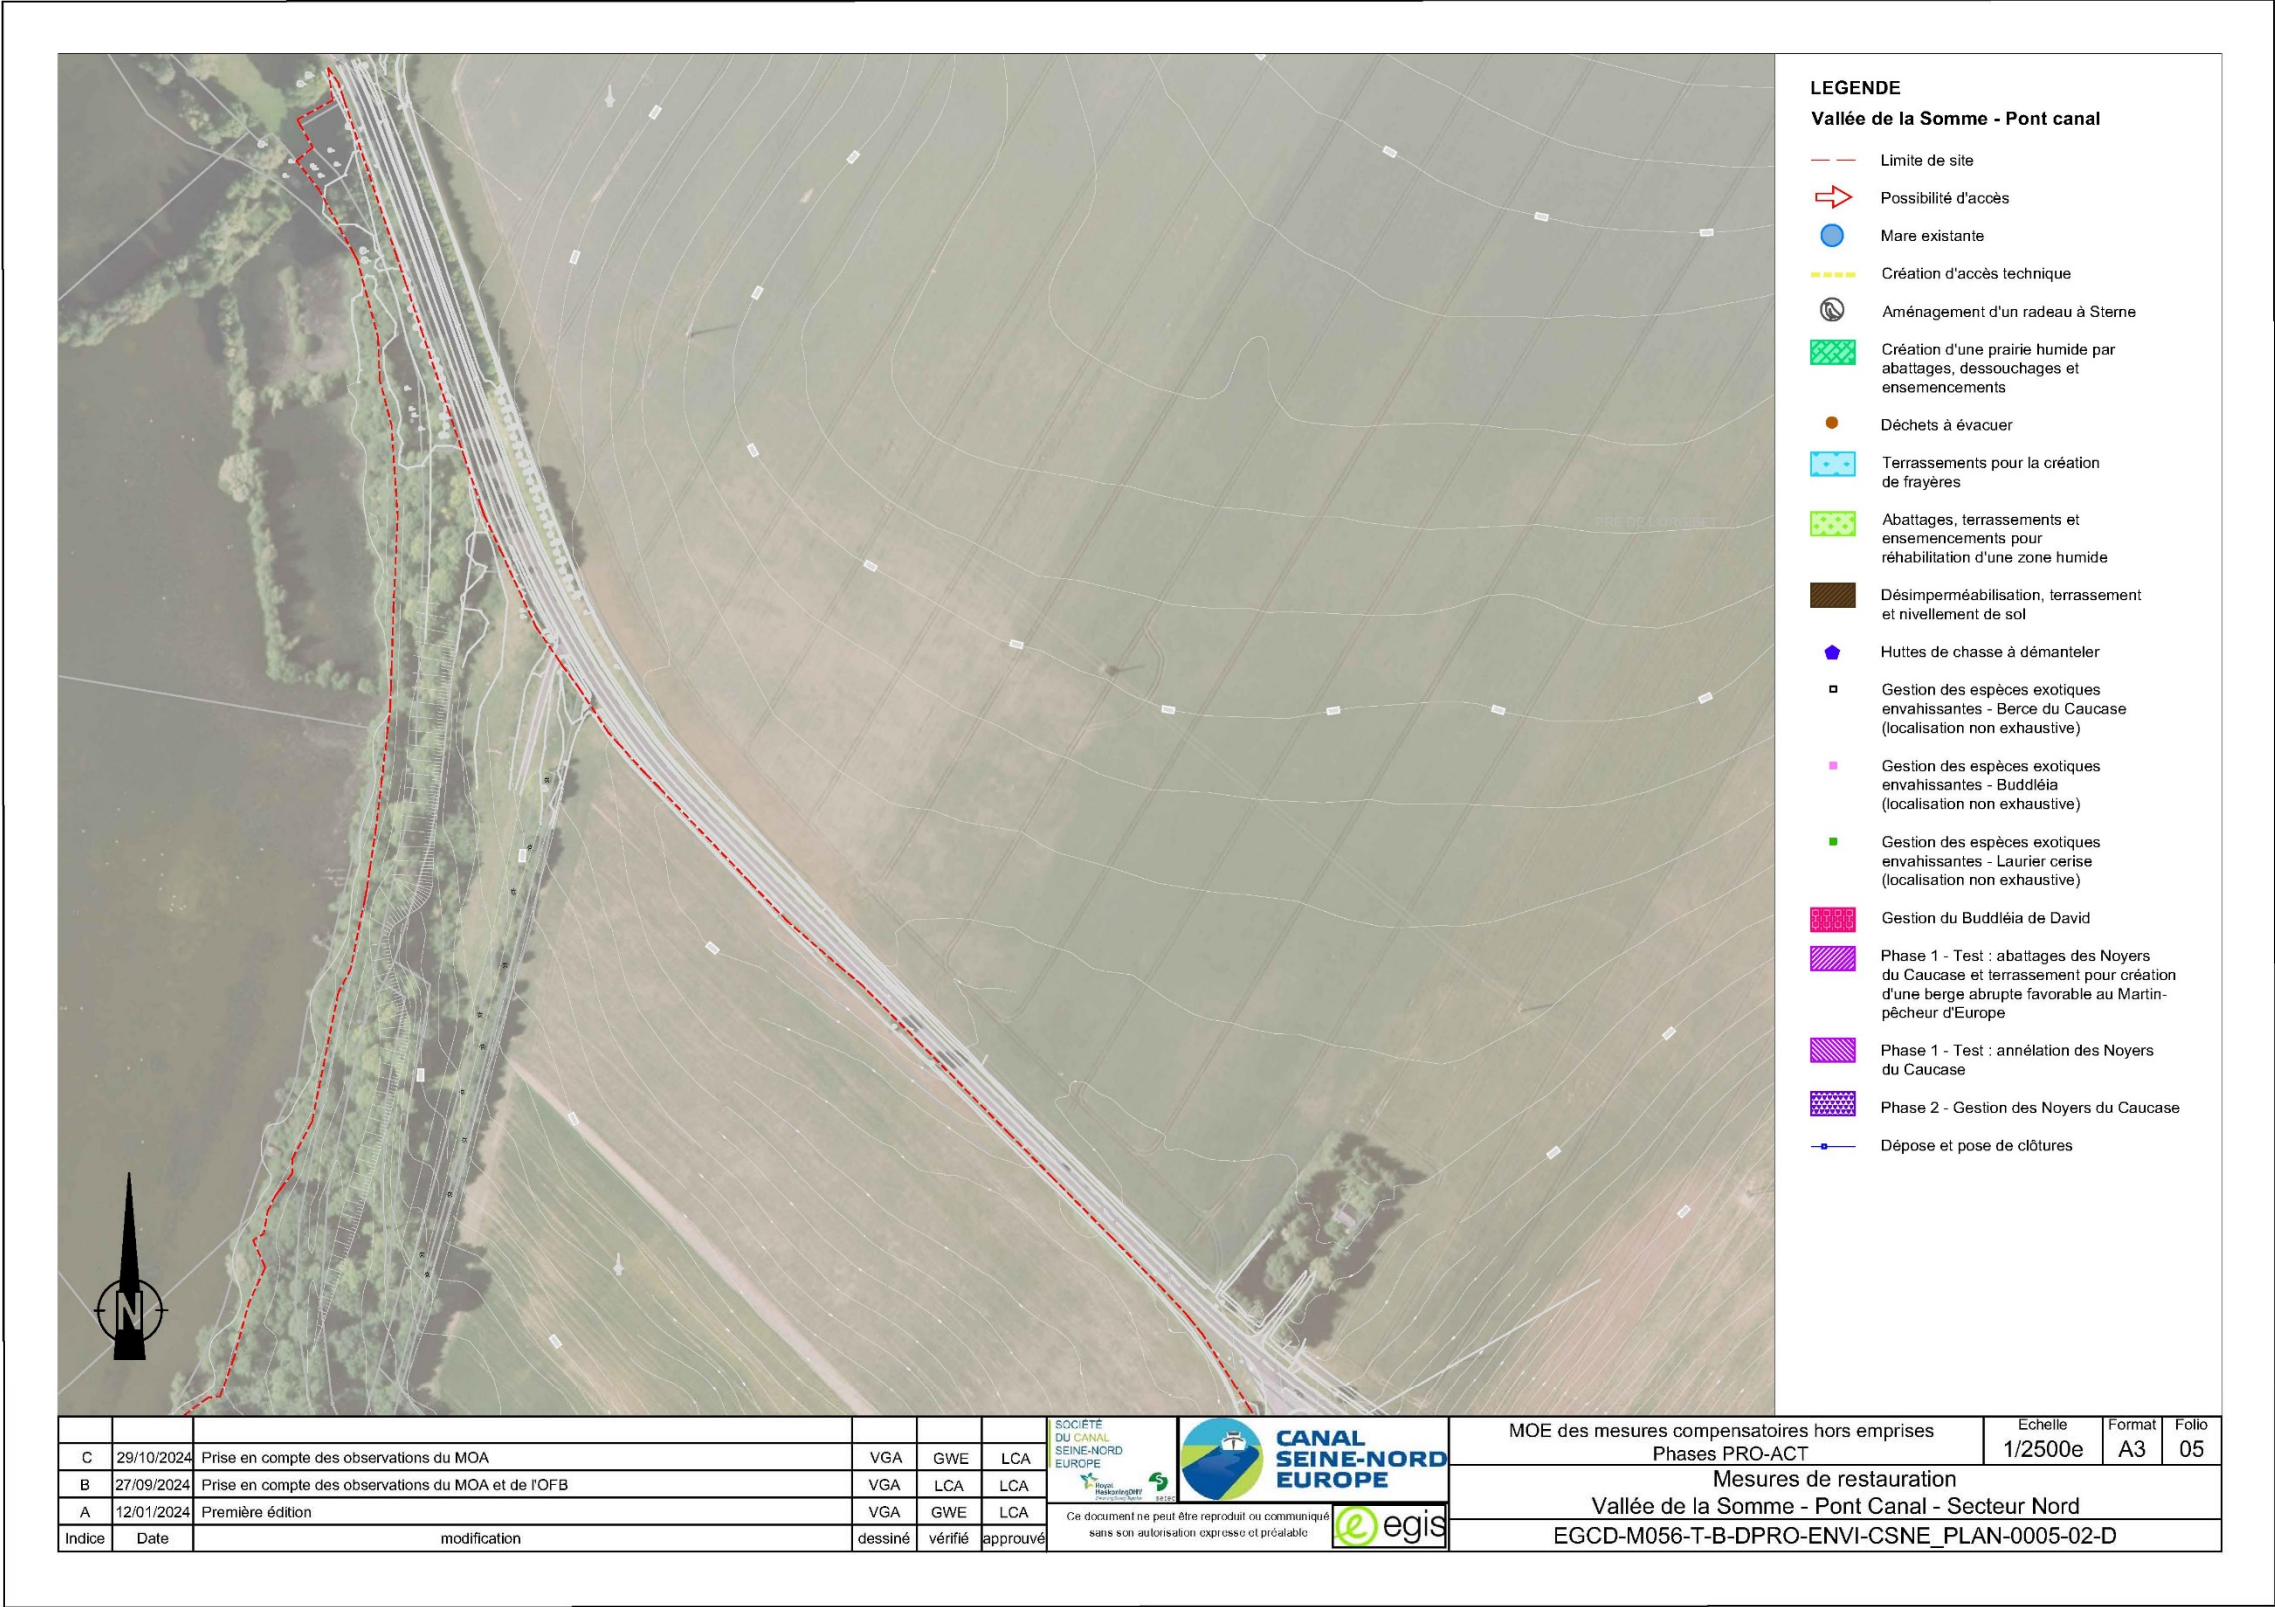 LEGENDE
Vallée de la Somme - Pont canal
Limite de site
Possibilité d'accès
Mare existante
Création d'accès technique
Aménagement d'un radeau à Sterne
Création d'une prairie humide par
abattages, dessouchages et
ensemencements
Déchets à évacuer
Terrassements pour la création
de frayères
Abattages, terrassements et
ensemencements pour
réhabilitation d'une zone humide
Désimperméabilisation, terrassement
et nivellement de sol
Huttes de chasse à démanteler
Gestion des espèces exotiques
envahissantes - Berce du Caucase
(localisation non exhaustive)
Gestion des espèces exotiques
envahissantes - Buddléia
(localisation non exhaustive)
Gestion des espèces exotiques
envahissantes - Laurier cerise
(localisation non exhaustive)
Gestion du Buddléia de David
Phase 1 - Test : abattages des Noyers
du Caucase et terrassement pour création
d'une berge abrupte favorable au Martin-
pêcheur d'Europe
Phase 1 - Test : annélation des Noyers
du Caucase
Phase 2 - Gestion des Noyers du Caucase
Dépose et pose de clôtures
N
C 29/10/2024 Prise en compte des observations du MOA VGA GWE LCA
B 27/09/2024 Prise en compte des observations du MOA et de l'OFB VGA LCA LCA
A 12/01/2024 Première édition VGA GWE LCA
Indice Date modification dessiné vérifié approuvé
SOCIÉTÉ
DU CANAL
SEINE-NORD
EUROPE
Royal
HaskoningDHV
setec
CANAL
SEINE-NORD
EUROPE
Ce document ne peut être reproduit ou communiqué
sans son autorisation expresse et préalable
egis
MOE des mesures compensatoires hors emprises
Phases PRO-ACT
Echelle
1/2500e
Format
A3
Folio
05
Mesures de restauration
Vallée de la Somme - Pont Canal - Secteur Nord
EGCD-M056-T-B-DPRO-ENVI-CSNE_PLAN-0005-02-D